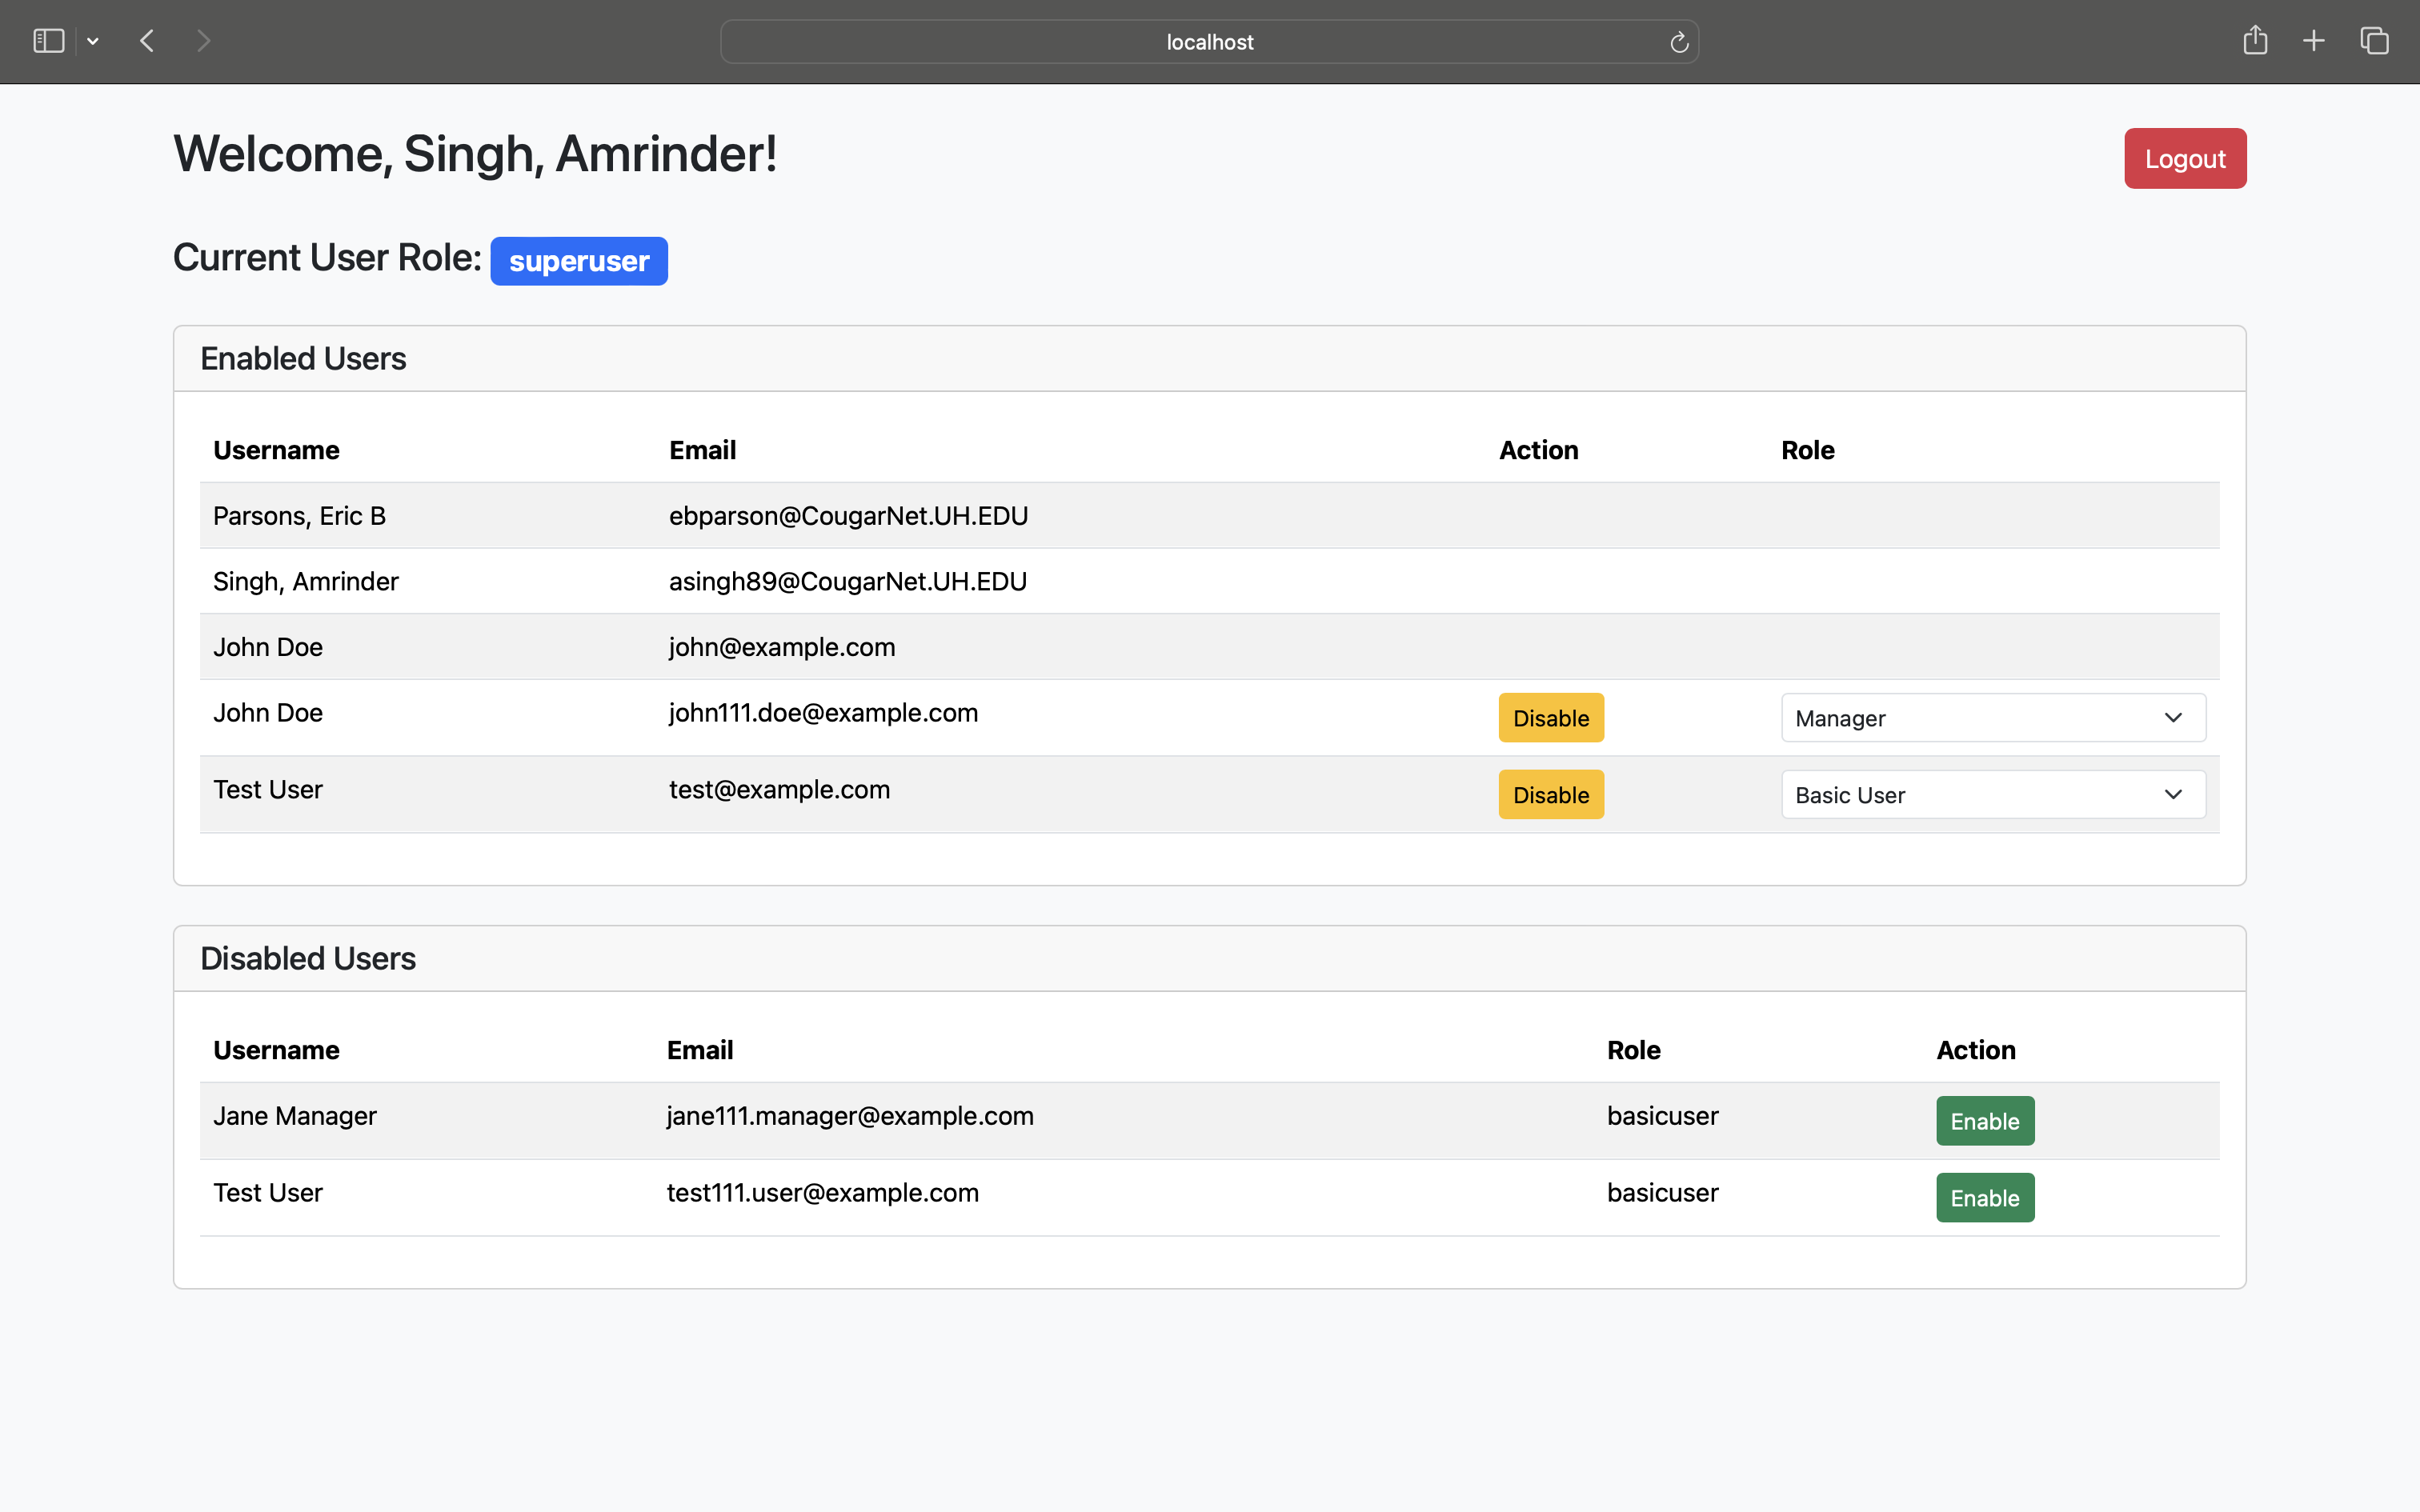 localhost
Welcome, Singh, Amrinder!
Logout
Current User Role: superuser
Enabled Users
Username Email Action Role
Parsons, Eric B ebparson@CougarNet.UH.EDU
Singh, Amrinder asingh89@CougarNet.UH.EDU
John Doe john@example.com
John Doe john111.doe@example.com Disable Manager
Test User test@example.com Disable Basic User
Disabled Users
Username Email Role Action
Jane Manager jane111.manager@example.com basicuser Enable
Test User test111.user@example.com basicuser Enable